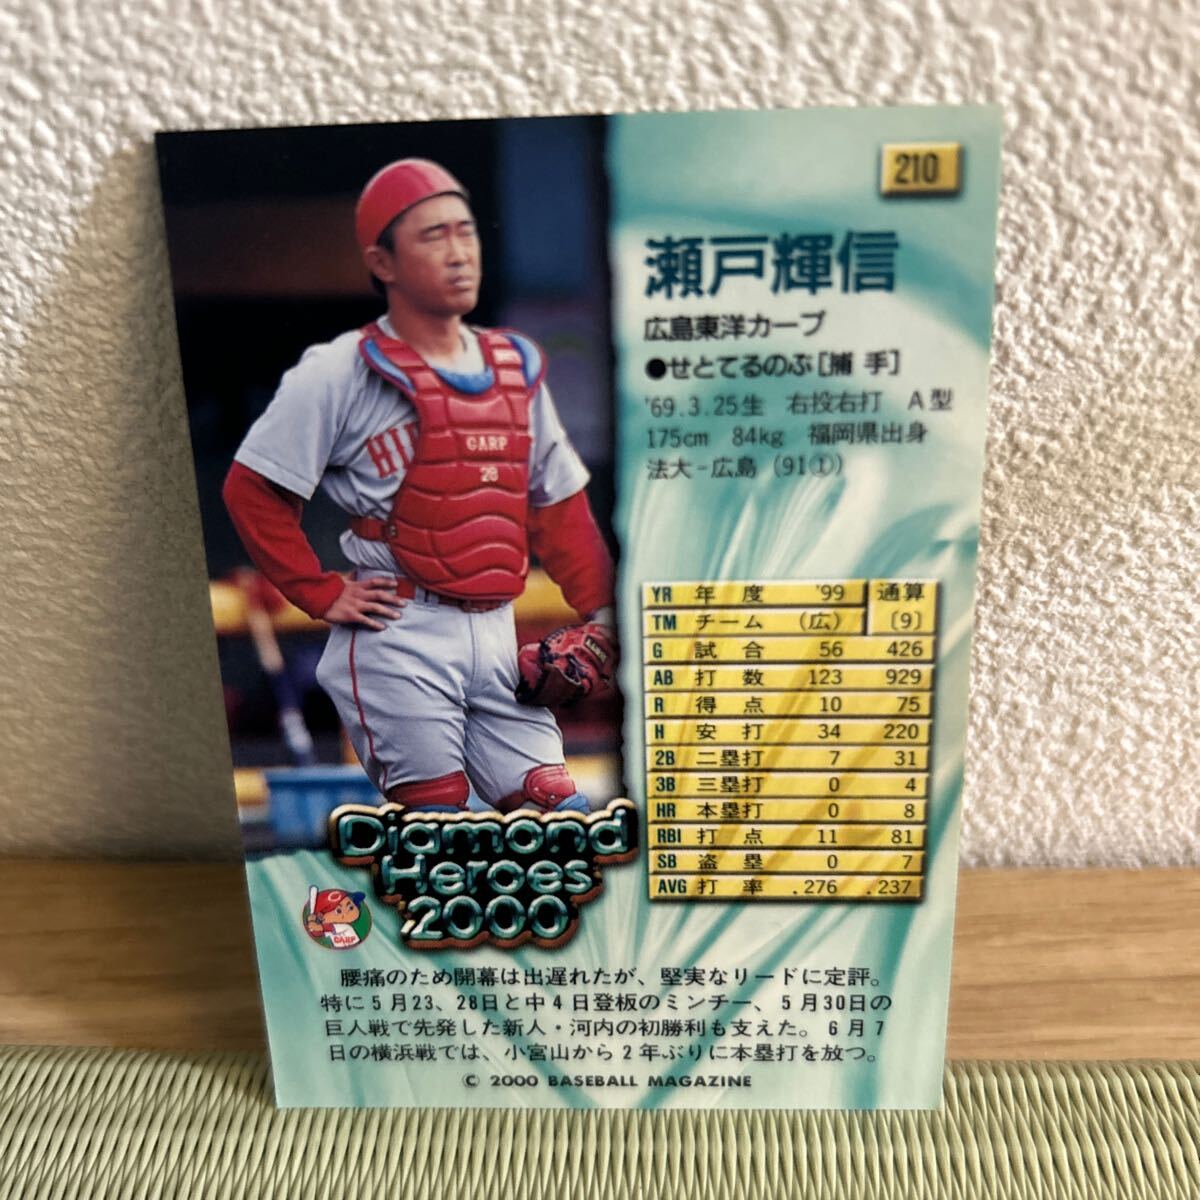 210
瀬戸輝信
広島東洋カープ
●せとてるのぶ[捕 手]
'69.3.25生 右投右打 A型
175cm 84kg 福岡県出身
法大-広島 (91①)
CARP
28
YR 年 度 '99 通算
TM チーム (広) [9]
G 試 合 56 426
AB 打 数 123 929
R 得 点 10 75
H 安 打 34 220
2B 二塁打 7 31
3B 三塁打 0 4
HR 本塁打 0 8
RBI 打 点 11 81
SB 盗 塁 0 7
AVG 打 率 .276 .237
Diamond
Heroes
2000
CARP
腰痛のため開幕は出遅れたが、堅実なリードに定評。
特に5月23、28日と中4日登板のミンチー、5月30日の
巨人戦で先発した新人・河内の初勝利も支えた。6月7
日の横浜戦では、小宮山から2年ぶりに本塁打を放つ。
© 2000 BASEBALL MAGAZINE